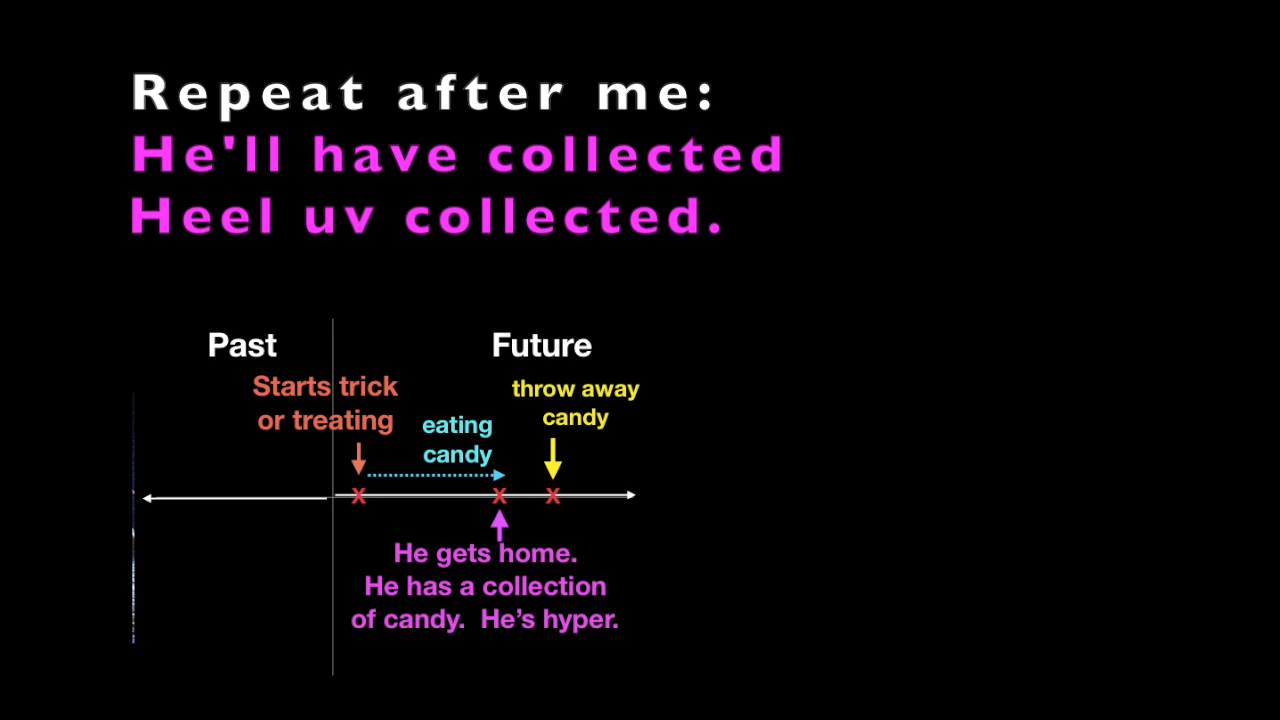 Repeat after me:
He'll have collected
Heel uv collected.
Past
Future
Starts trick
or treating
eating
candy
throw away
candy
x
x
x
He gets home.
He has a collection
of candy.  He’s hyper.